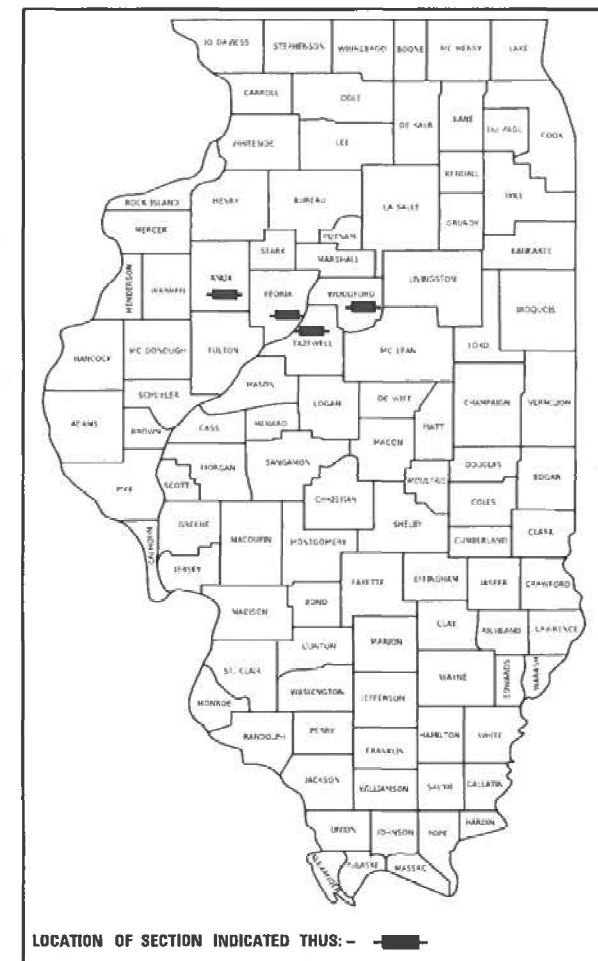 JO DAVIESS STEPHENSON WINNEBAGO BOONE MC HENRY LAKE
CARROLL OGLE DE KALB KANE DU PAGE COOK
WHITESIDE LEE
KENDALL WILL
ROCK ISLAND HENRY BUREAU LA SALLE GRUNDY
MERCER PUTNAM KANKAKEE
STARK MARSHALL
HENDERSON WARREN KNOX PEORIA WOODFORD LIVINGSTON IROQUOIS
HANCOCK MC DONOUGH FULTON TAZEWELL MC LEAN FORD
SCHUYLER MASON LOGAN DE WITT CHAMPAIGN VERMILION
ADAMS BROWN CASS MENARD MACON PIATT
PIKE SCOTT MORGAN SANGAMON MOULTRIE DOUGLAS EDGAR
CHRISTIAN COLES
CALHOUN GREENE MACOUPIN MONTGOMERY SHELBY CUMBERLAND CLARK
JERSEY FAYETTE EFFINGHAM JASPER CRAWFORD
MADISON BOND CLAY RICHLAND LAWRENCE
CLINTON MARION
ST. CLAIR WAYNE EDWARDS WABASH
MONROE WASHINGTON JEFFERSON
RANDOLPH PERRY HAMILTON WHITE
FRANKLIN
JACKSON WILLIAMSON SALINE GALLATIN
UNION JOHNSON POPE HARDIN
ALEXANDER PULASKI MASSAC
LOCATION OF SECTION INDICATED THUS: -